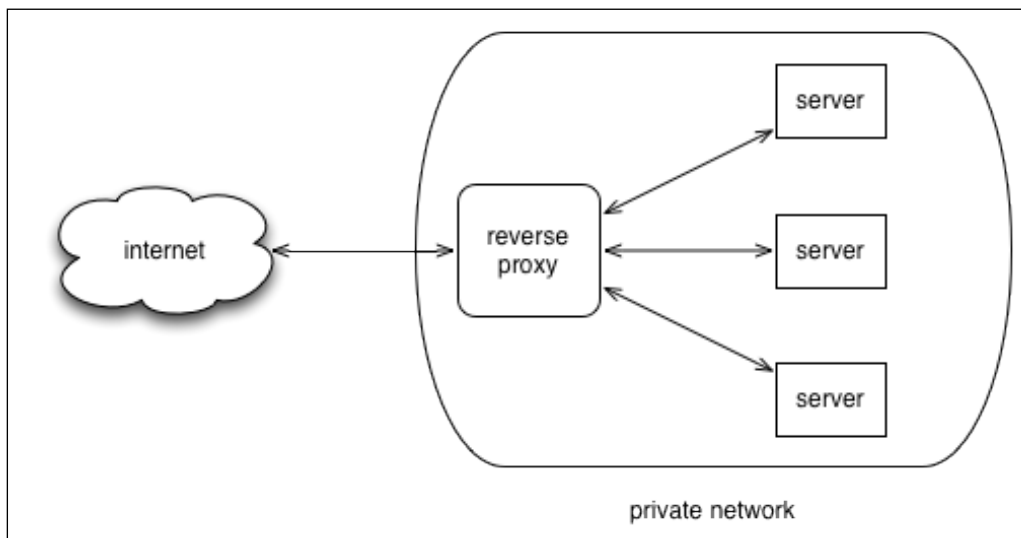 internet
reverse
proxy
server
server
server
private network